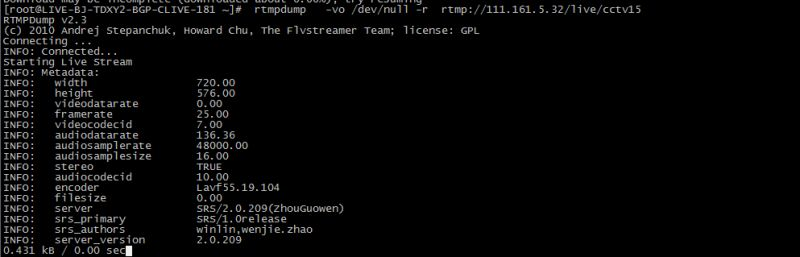 Download may be incomplete (downloaded about 0.00%), try resuming
[root@LIVE-BJ-TDXY2-BGP-CLIVE-181 ~]# rtmpdump -vo /dev/null -r rtmp://111.161.5.32/live/cctv15
RTMPDump v2.3
(c) 2010 Andrej Stepanchuk, Howard Chu, The Flvstreamer Team; license: GPL
Connecting ...
INFO: Connected...
Starting Live Stream
INFO: Metadata:
INFO: width 720.00
INFO: height 576.00
INFO: videodatarate 0.00
INFO: framerate 25.00
INFO: videocodecid 7.00
INFO: audiodatarate 136.36
INFO: audiosamplerate 48000.00
INFO: audiosamplesize 16.00
INFO: stereo TRUE
INFO: audiocodecid 10.00
INFO: encoder Lavf55.19.104
INFO: filesize 0.00
INFO: server SRS/2.0.209(ZhouGuowen)
INFO: srs_primary SRS/1.0release
INFO: srs_authors winlin,wenjie.zhao
INFO: server_version 2.0.209
0.431 kB / 0.00 sec